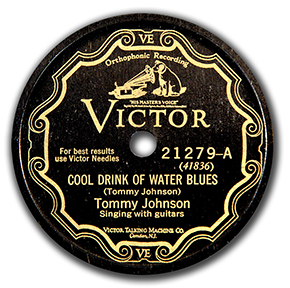 VE
Orthophonic Recording
"HIS MASTER'S VOICE"
VICTOR
For best results
use Victor Needles
21279-A
(41836)
COOL DRINK OF WATER BLUES
(Tommy Johnson)
Tommy Johnson
Singing with guitars
VICTOR TALKING MACHINE CO.
Camden, N.J.
VE